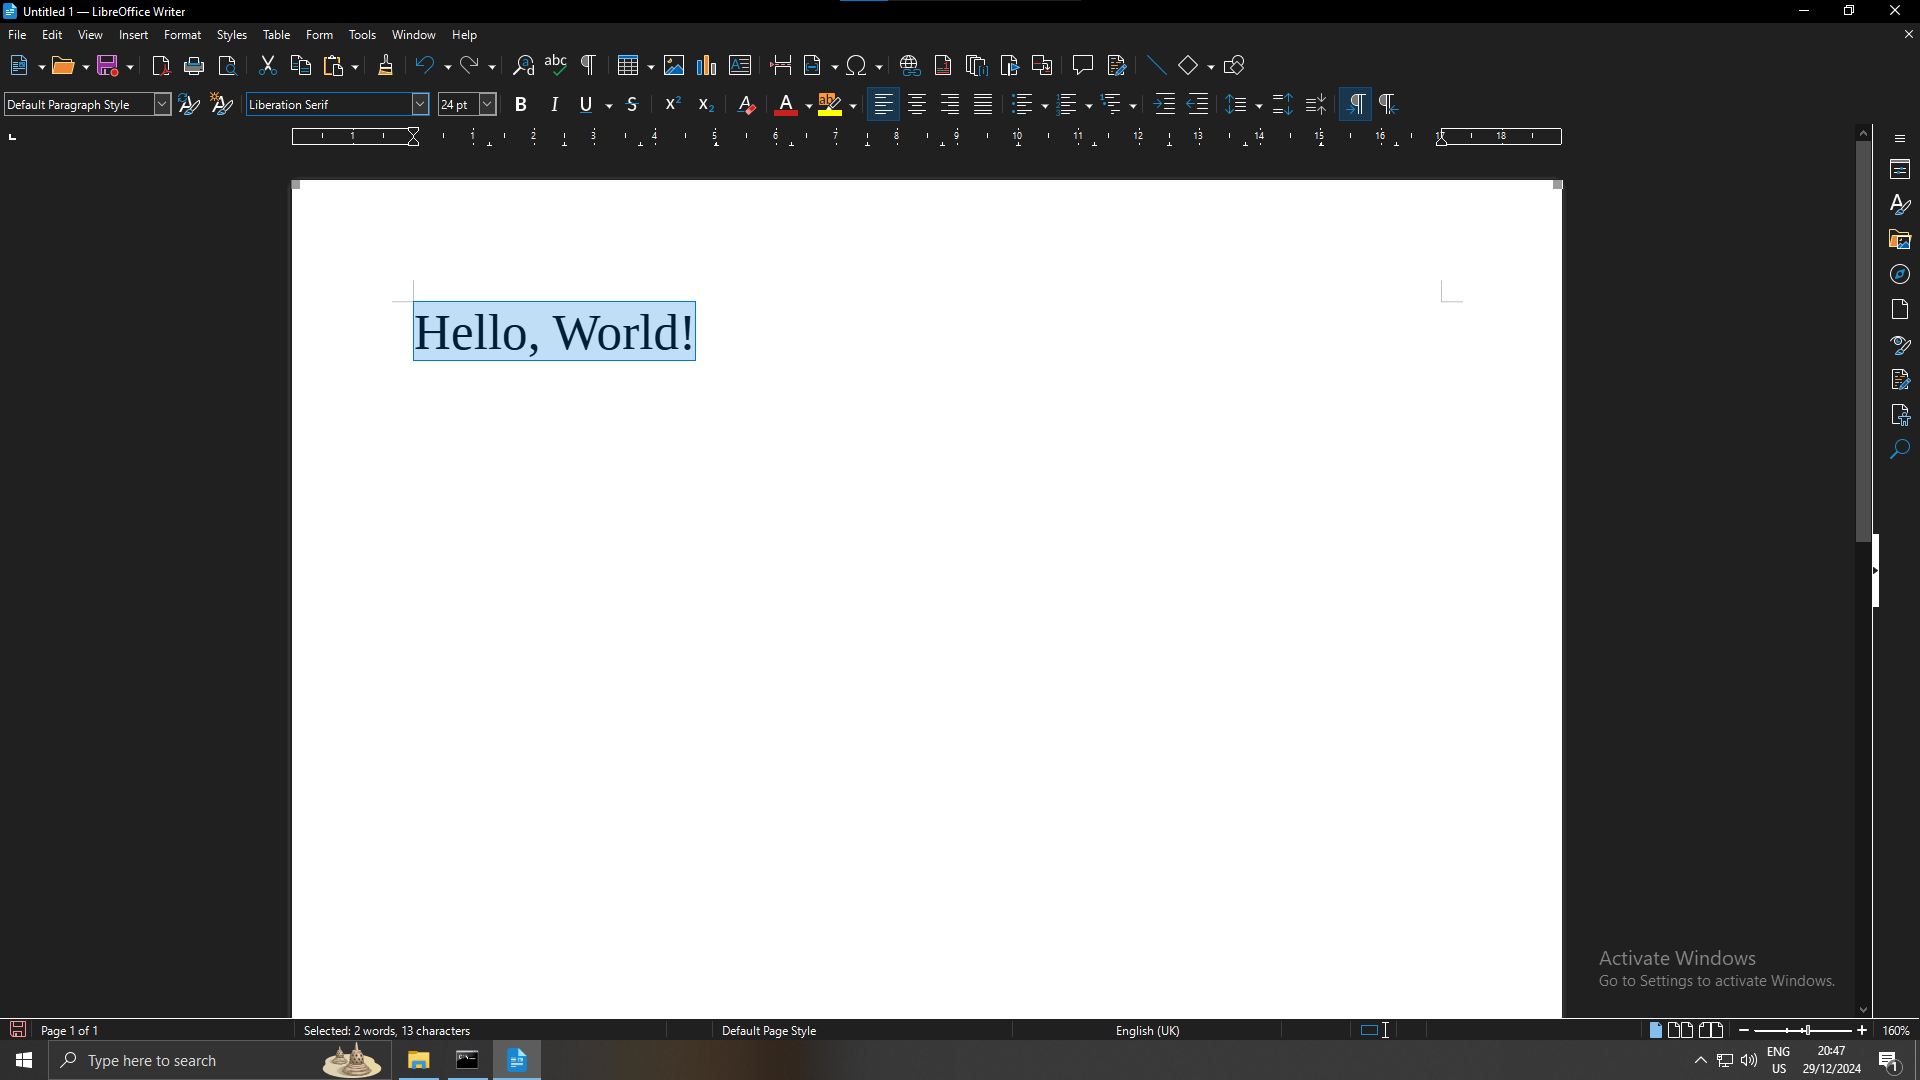 Untitled 1 — LibreOffice Writer
File Edit View Insert Format Styles Table Form Tools Window Help
Default Paragraph Style Liberation Serif 24 pt
1 1 2 3 4 5 6 7 8 9 10 11 12 13 14 15 16 17 18
Hello, World!
Activate Windows
Go to Settings to activate Windows.
Page 1 of 1 Selected: 2 words, 13 characters Default Page Style English (UK) 160%
Type here to search
ENG 20:47
US 29/12/2024 1